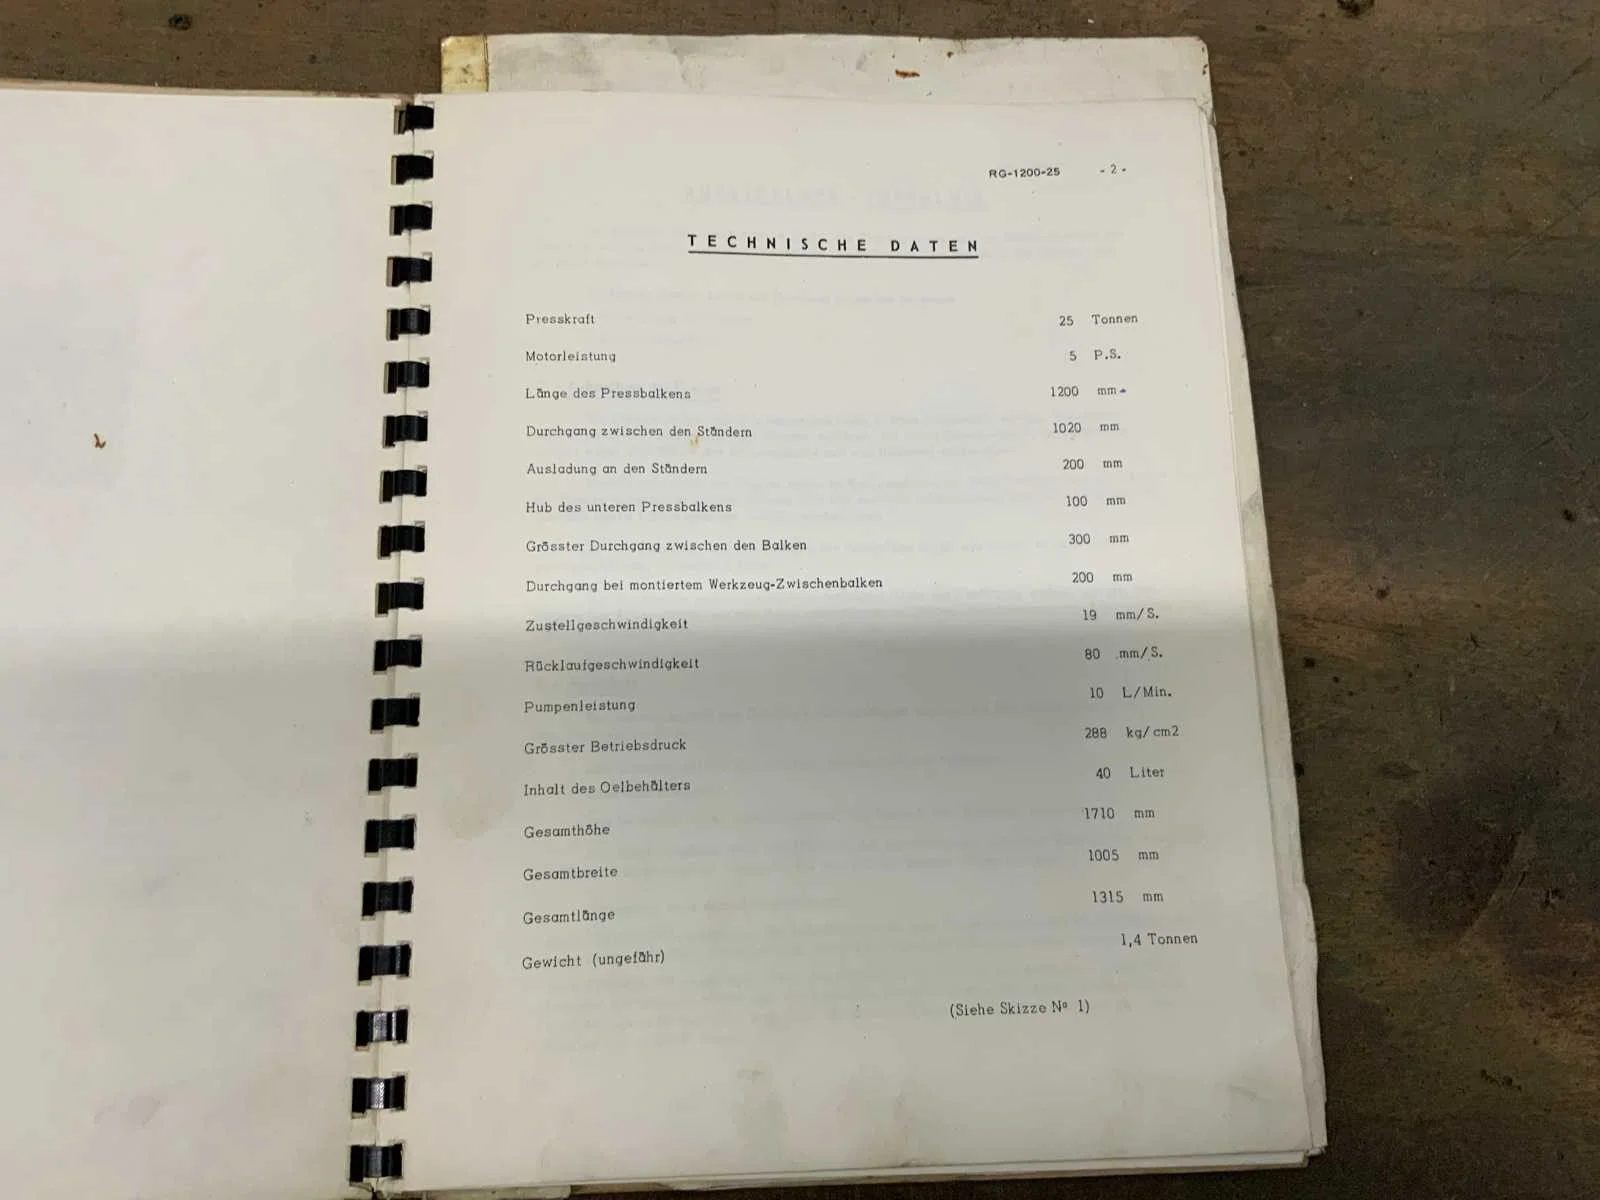 RG-1200-25 - 2 -
TECHNISCHE DATEN
Presskraft 25 Tonnen
Motorleistung 5 P.S.
Länge des Pressbalkens 1200 mm
Durchgang zwischen den Ständern 1020 mm
Ausladung an den Ständern 200 mm
Hub des unteren Pressbalkens 100 mm
Grösster Durchgang zwischen den Balken 300 mm
Durchgang bei montiertem Werkzeug-Zwischenbalken 200 mm
Zustellgeschwindigkeit 19 mm/S.
Rücklaufgeschwindigkeit 80 mm/S.
Pumpenleistung 10 L/Min.
Grösster Betriebsdruck 288 kg/cm2
Inhalt des Oelbehälters 40 Liter
Gesamthöhe 1710 mm
Gesamtbreite 1005 mm
Gesamtlänge 1315 mm
Gewicht (ungefähr) 1,4 Tonnen
(Siehe Skizze Nº 1)